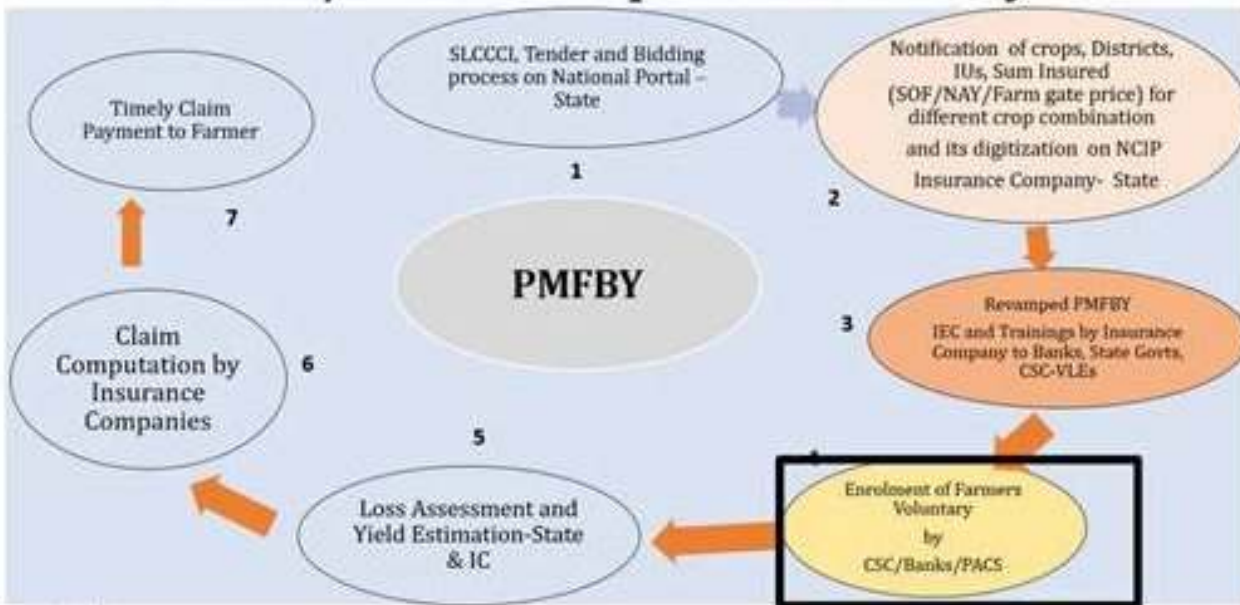 SLCCCI, Tender and Bidding
process on National Portal –
State
1
Notification of crops, Districts,
IUs, Sum Insured
(SOF/NAY/Farm gate price) for
different crop combination
and its digitization on NCIP
Insurance Company- State
2
Revamped PMFBY
IEC and Trainings by Insurance
Company to Banks, State Govts,
CSC-VLEs
3
Enrolment of Farmers
Voluntary
by
CSC/Banks/PACS
Loss Assessment and
Yield Estimation-State
& IC
5
Claim
Computation by
Insurance
Companies
6
Timely Claim
Payment to Farmer
7
PMFBY